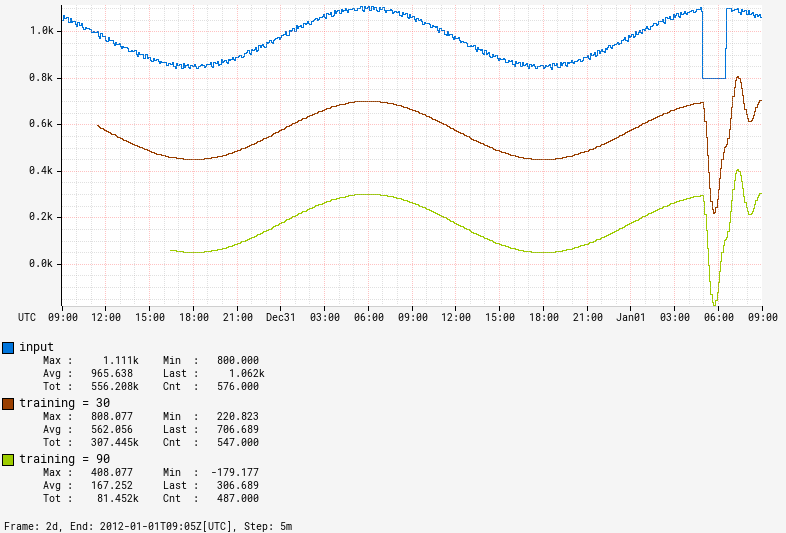 1.0k
0.8k
0.6k
0.4k
0.2k
0.0k
UTC 09:00 12:00 15:00 18:00 21:00 Dec31 03:00 06:00 09:00 12:00 15:00 18:00 21:00 Jan01 03:00 06:00 09:00
input
Max : 1.111k Min : 800.000
Avg : 965.638 Last : 1.062k
Tot : 556.208k Cnt : 576.000
training = 30
Max : 808.077 Min : 220.823
Avg : 562.056 Last : 706.689
Tot : 307.445k Cnt : 547.000
training = 90
Max : 408.077 Min : -179.177
Avg : 167.252 Last : 306.689
Tot : 81.452k Cnt : 487.000
Frame: 2d, End: 2012-01-01T09:05Z[UTC], Step: 5m